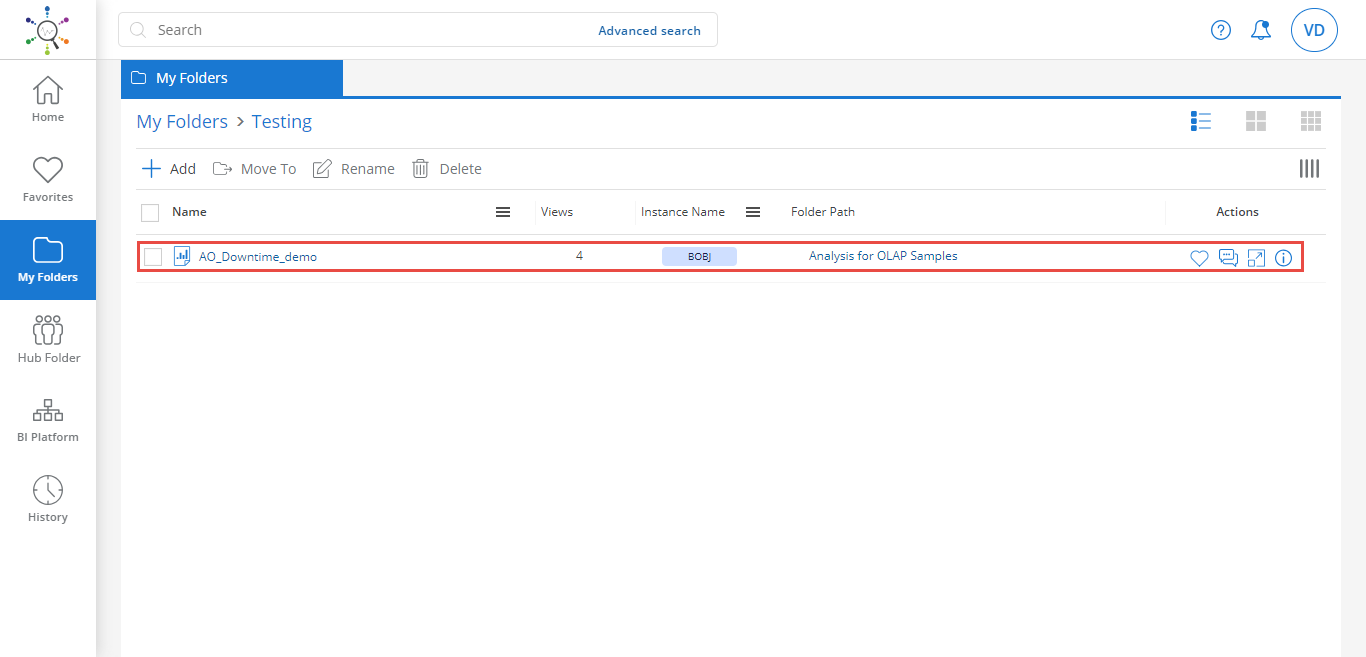 Search Advanced search VD
My Folders
My Folders > Testing
Add Move To Rename Delete
Name Views Instance Name Folder Path Actions
AO_Downtime_demo 4 BOBJ Analysis for OLAP Samples
Home
Favorites
My Folders
Hub Folder
BI Platform
History